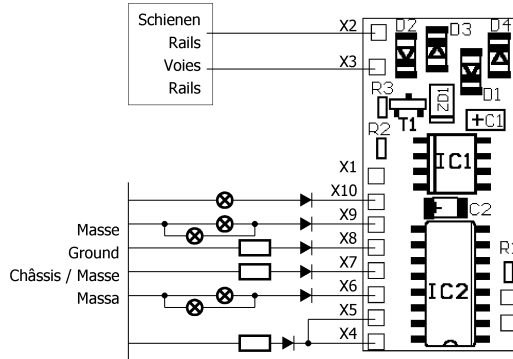 Schienen
Rails
Voies
Rails
X2
X3
D2
D3
D4
D1
R3
T1
ZD1
+C1
R2
X1
IC1
X10
X9
C2
Masse
Ground
Châssis / Masse
Massa
X8
X7
X6
X5
X4
IC2
R1